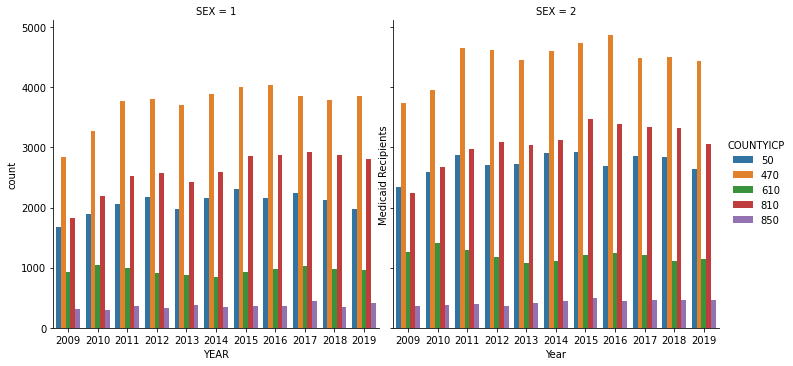 SEX = 1
SEX = 2
5000
4000
3000
2000
1000
0
count
Medicaid Recipients
2009 2010 2011 2012 2013 2014 2015 2016 2017 2018 2019
YEAR
2009 2010 2011 2012 2013 2014 2015 2016 2017 2018 2019
Year
COUNTYICP
50
470
610
810
850